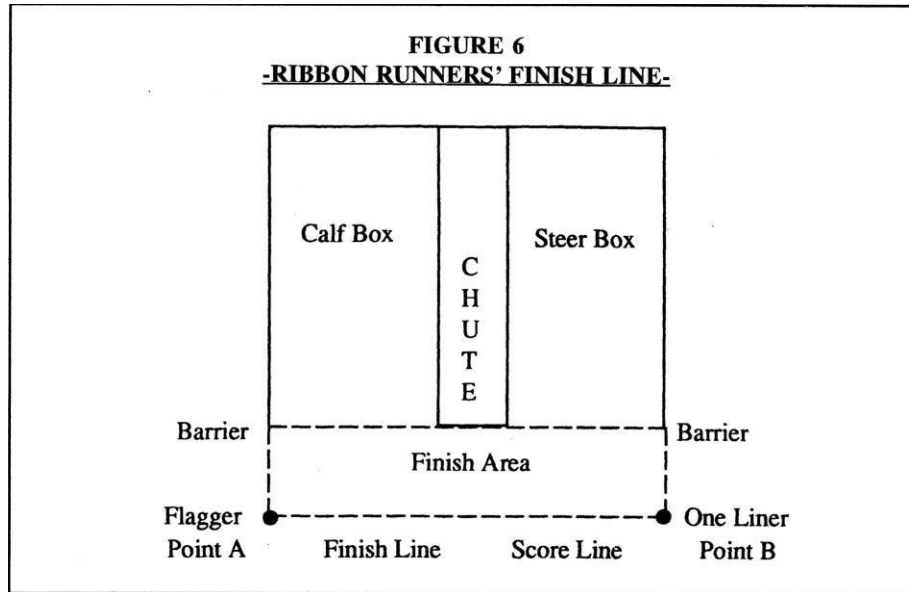 FIGURE 6
-RIBBON RUNNERS' FINISH LINE-
Calf Box
Steer Box
C
H
U
T
E
Barrier
Barrier
Finish Area
Flagger
Point A
One Liner
Point B
Finish Line
Score Line